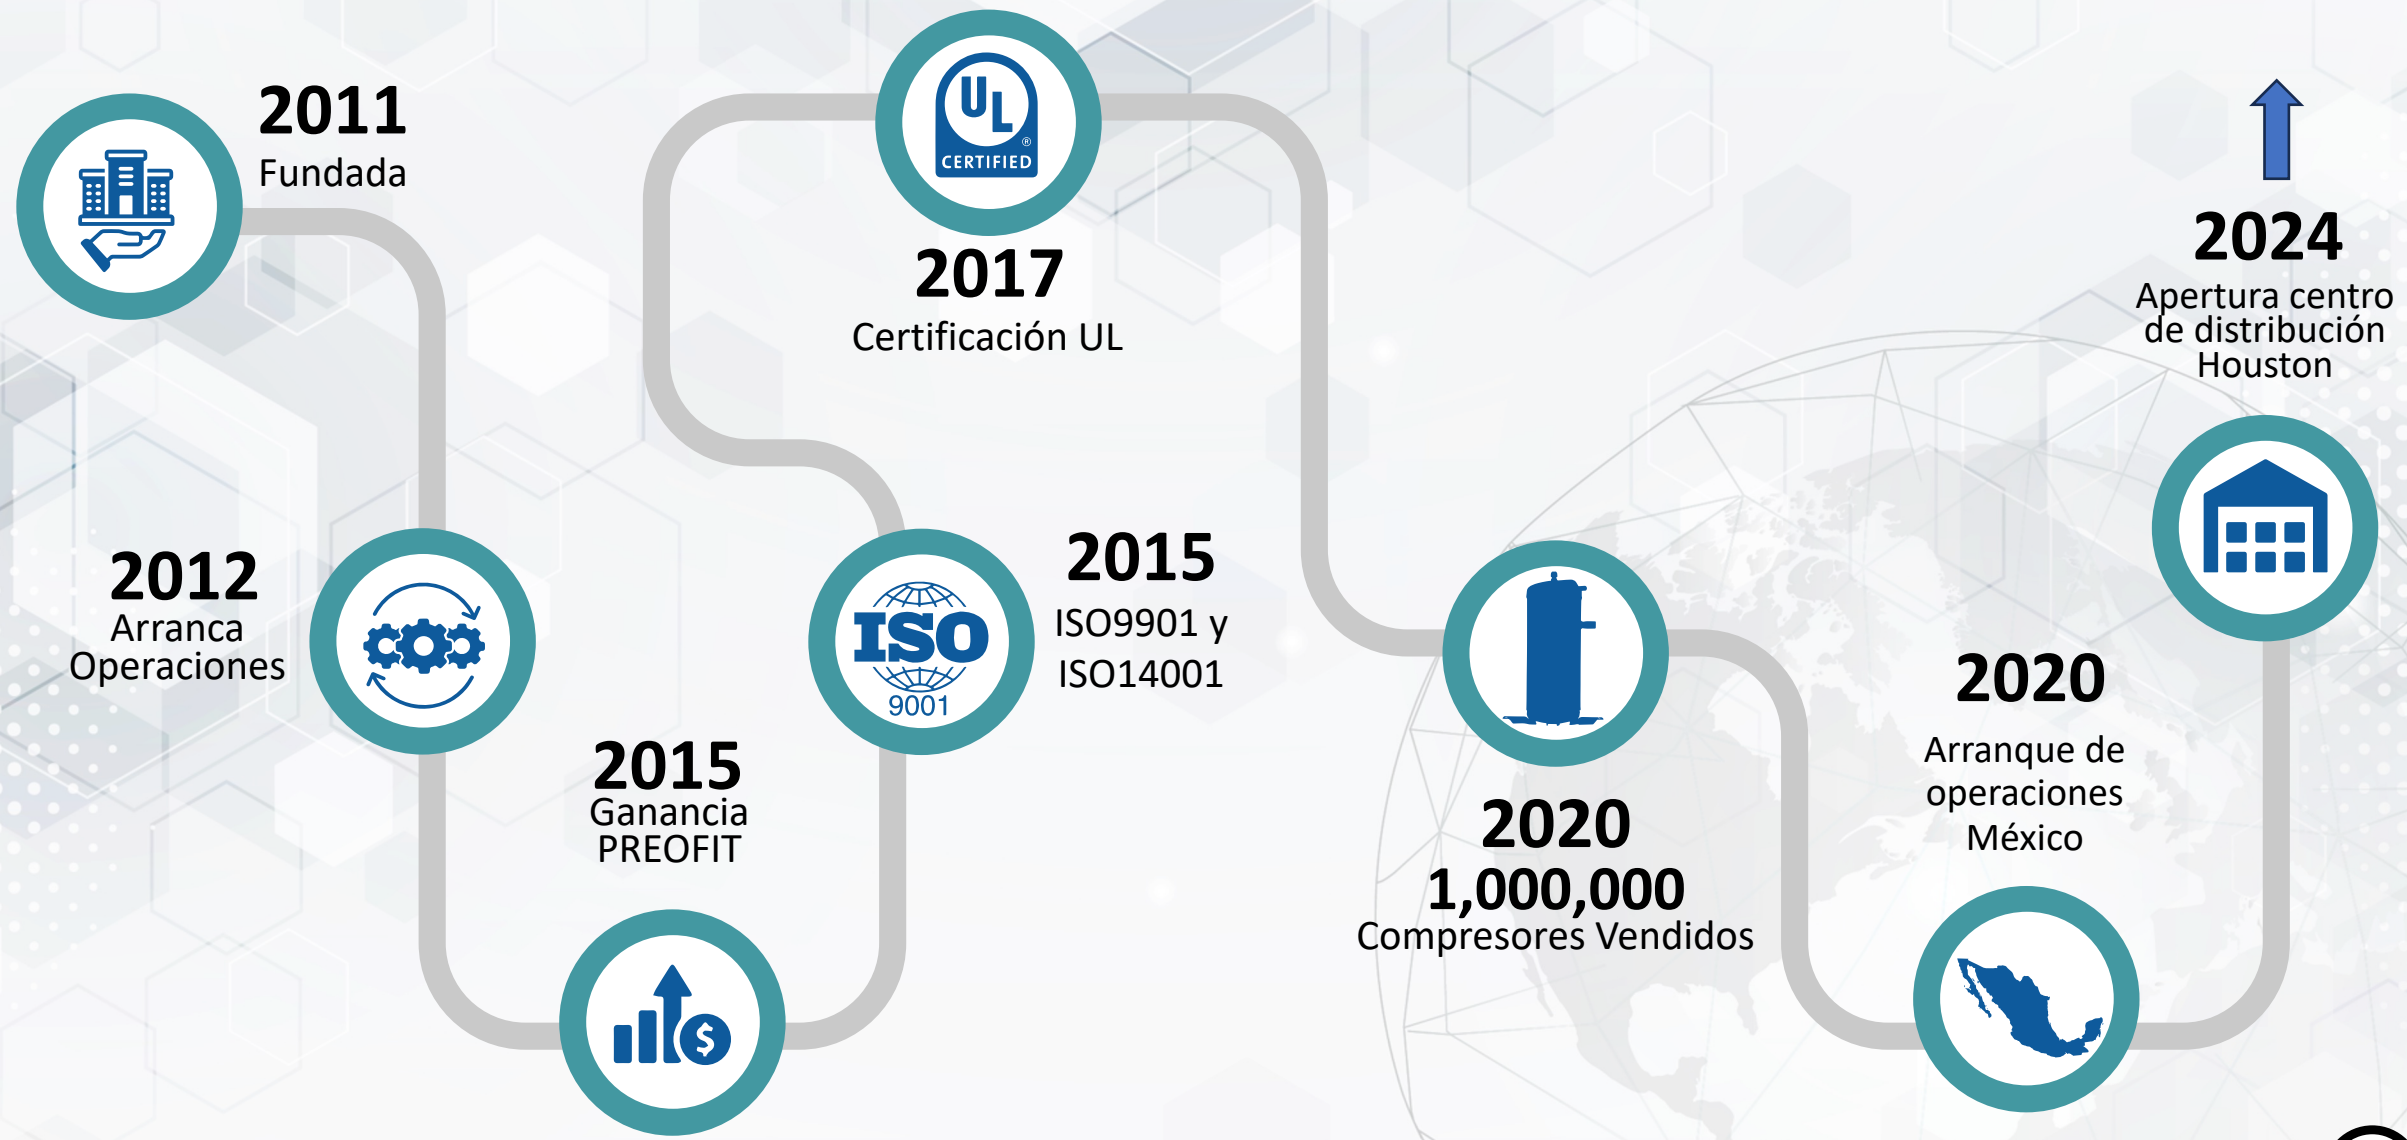 2011
Fundada
2012
Arranca
Operaciones
2015
Ganancia
PREOFIT
$
ISO
9001
2015
ISO9901 y
ISO14001
UL
®
CERTIFIED
2017
Certificación UL
2020
1,000,000
Compresores Vendidos
2020
Arranque de
operaciones
México
2024
Apertura centro
de distribución
Houston